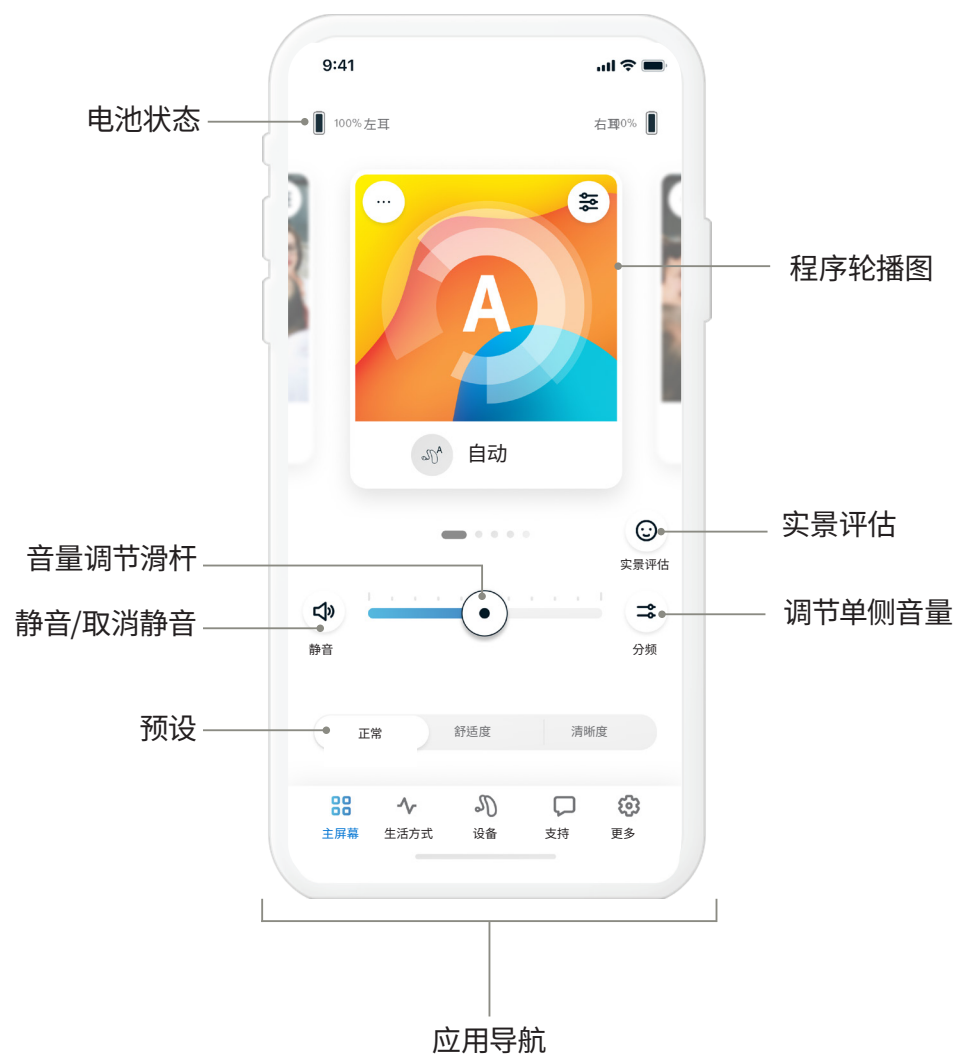 9:41
电池状态
100% 左耳
右耳 100%
A
程序轮播图
A
自动
实景评估
实景评估
音量调节滑杆
静音/取消静音
调节单侧音量
静音
分频
预设
正常
舒适度
清晰度
主屏幕
生活方式
设备
支持
更多
应用导航